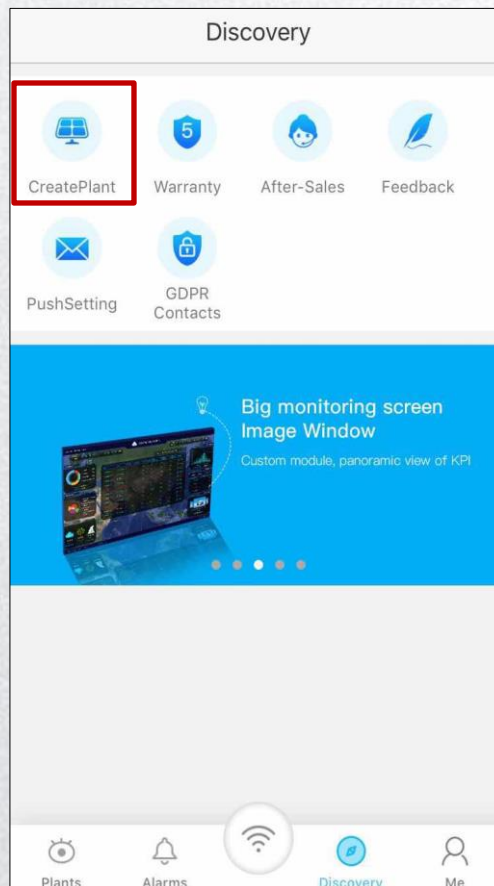 Discovery
CreatePlant
Warranty
After-Sales
Feedback
PushSetting
GDPR
Contacts
Big monitoring screen
Image Window
Custom module, panoramic view of KPI
Plants
Alarms
Discovery
Me